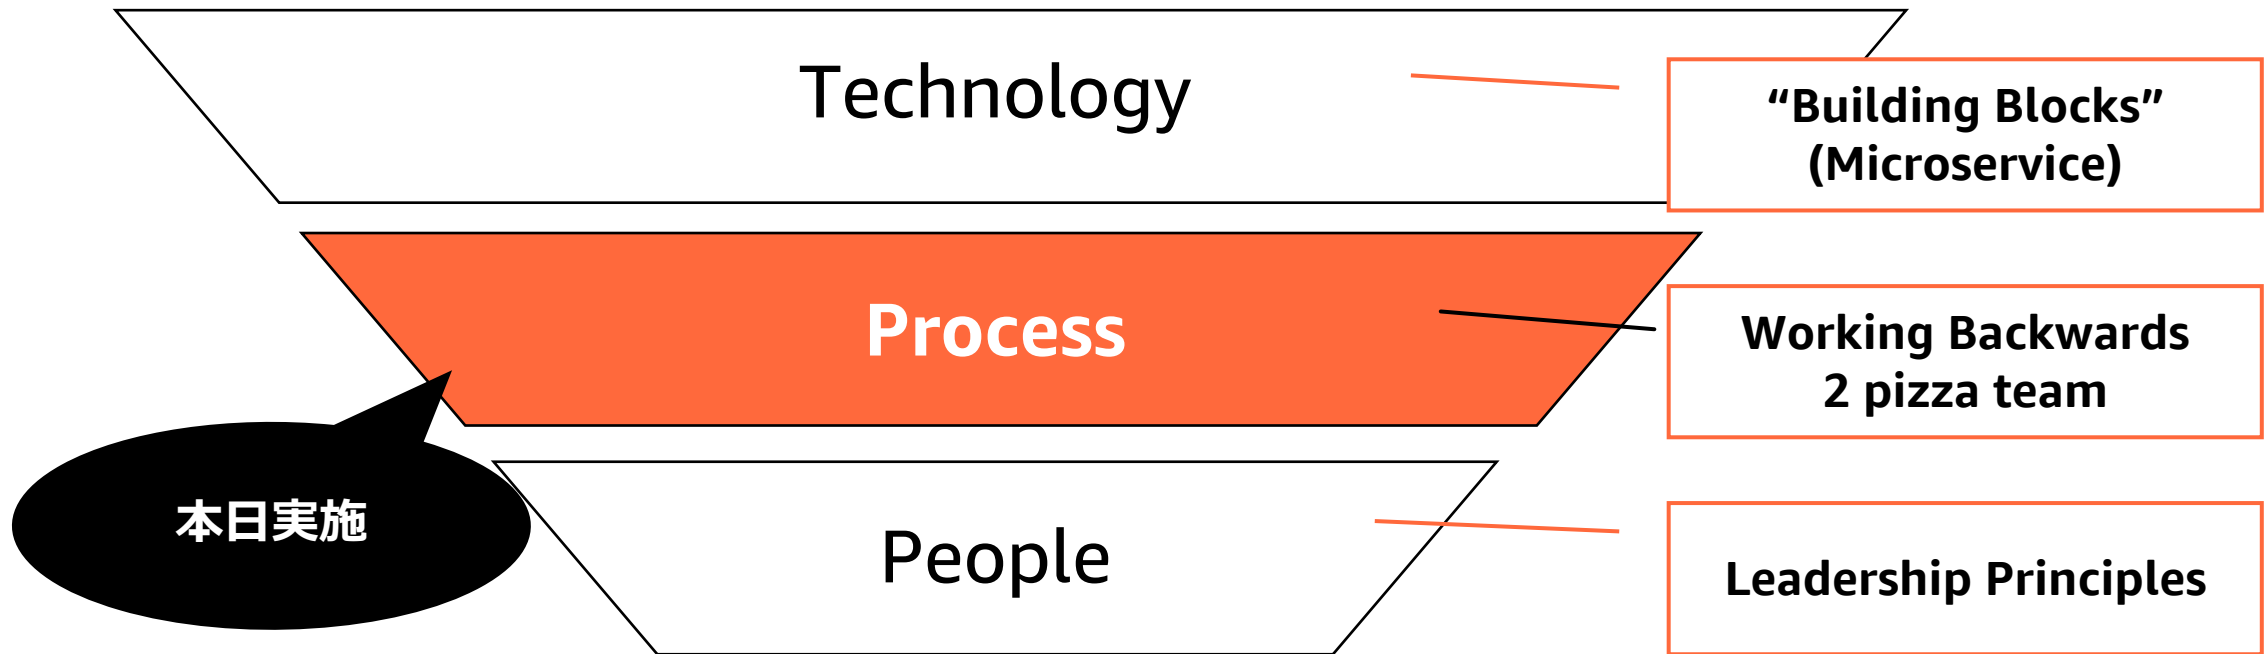 Technology
“Building Blocks”
(Microservice)
Process
Working Backwards
2 pizza team
本日実施
People
Leadership Principles